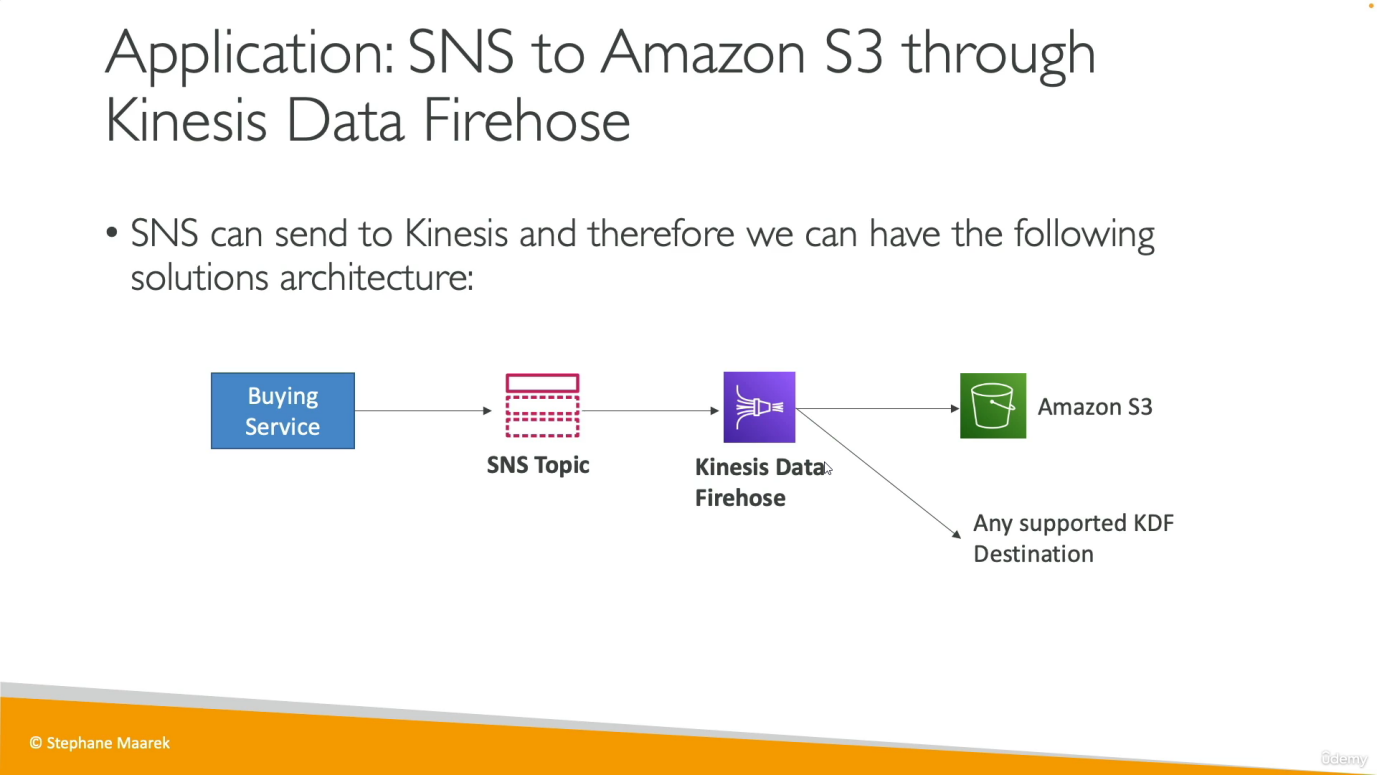 Application: SNS to Amazon S3 through
Kinesis Data Firehose
• SNS can send to Kinesis and therefore we can have the following
solutions architecture:
Buying
Service
SNS Topic
Kinesis Data
Firehose
Amazon S3
Any supported KDF
Destination
© Stephane Maarek
ûdemy